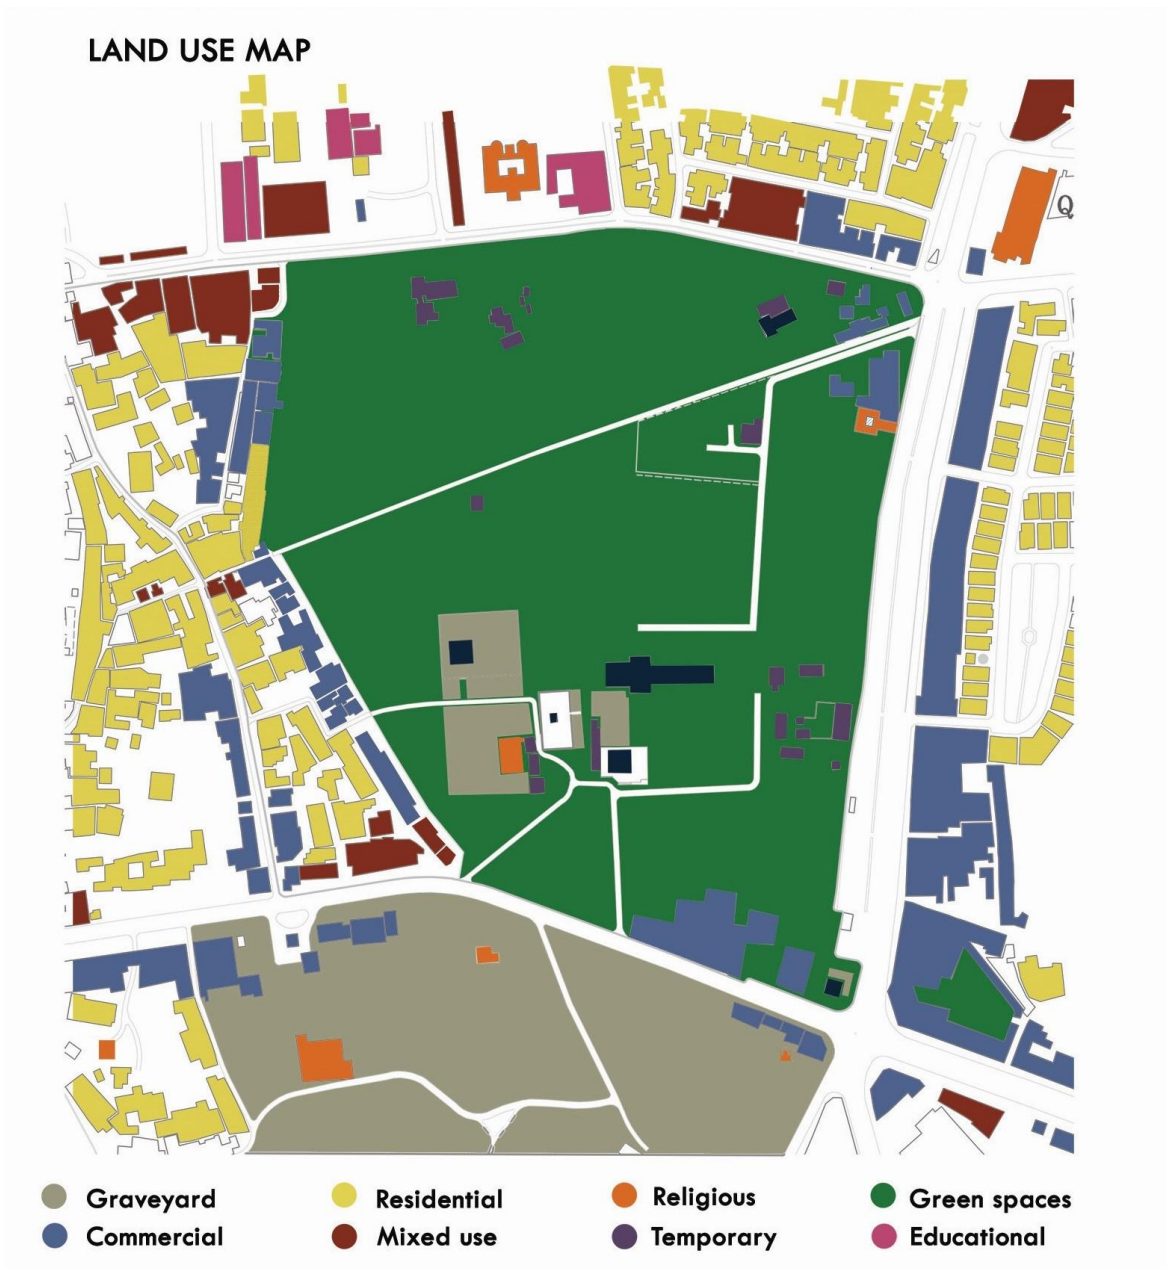 LAND USE MAP
Q
Graveyard Residential Religious Green spaces
Commercial Mixed use Temporary Educational